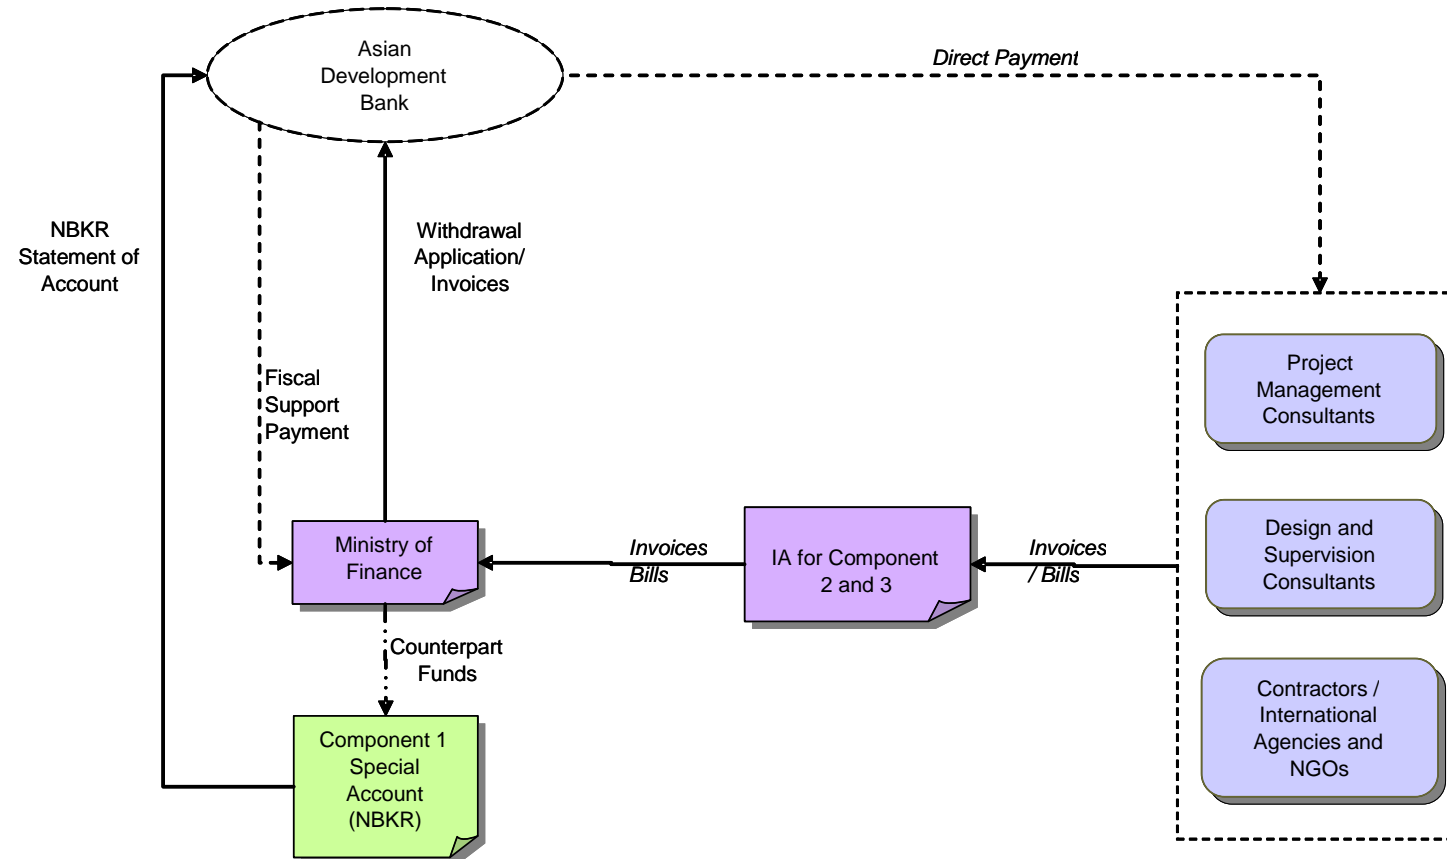 Asian
Development
Bank
Direct Payment
NBKR
Statement of
Account
Withdrawal
Application/
Invoices
Fiscal
Support
Payment
Project
Management
Consultants
Ministry of
Finance
Invoices
Bills
IA for Component
2 and 3
Invoices
/ Bills
Design and
Supervision
Consultants
Counterpart
Funds
Contractors /
International
Agencies and
NGOs
Component 1
Special
Account
(NBKR)